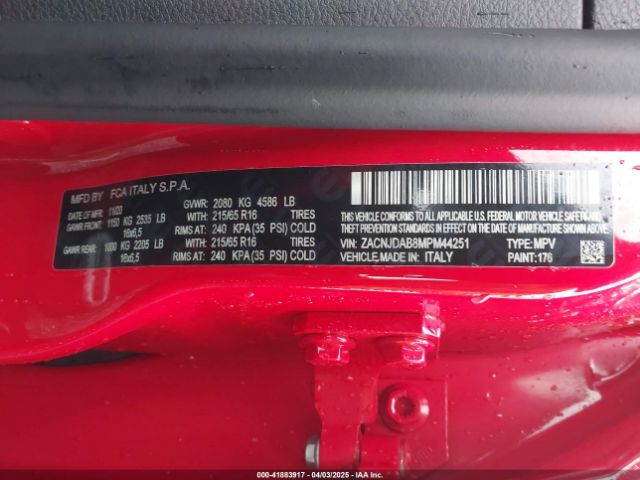 MFD BY FCA ITALY S.P.A.
DATE OF MFR: 11/20
GVWR: 2080 KG 4586 LB
GAWR FRONT: 1150 KG 2535 LB WITH: 215/65 R16
16x6,5 RIMS AT: 240 KPA (35 PSI) COLD
GAWR REAR: 1000 KG 2205 LB WITH: 215/65 R16
16x6,5 RIMS AT: 240 KPA (35 PSI) COLD
THIS VEHICLE CONFORMS TO ALL APPLICABLE
U.S.A. FEDERAL MOTOR VEHICLE SAFETY, BUMPER, AND
THEFT PREVENTION STANDARDS IN EFFECT ON THE DATE OF
MANUFACTURE SHOWN ABOVE.
VIN: ZACNJDAB8MPM44251 TYPE: MPV
VEHICLE MADE IN: ITALY PAINT: 176
000-41883917 - 04/03/2025 - IAA Inc.